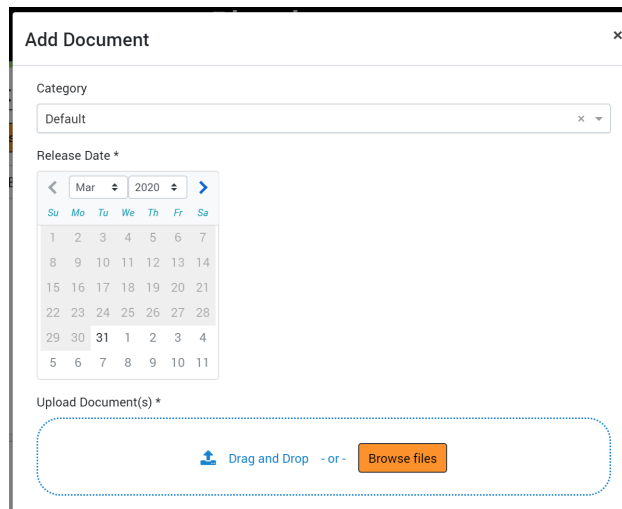 Add Document
×
Category
Default
×
Release Date *
Mar 2020
Su Mo Tu We Th Fr Sa
1 2 3 4 5 6 7
8 9 10 11 12 13 14
15 16 17 18 19 20 21
22 23 24 25 26 27 28
29 30 31 1 2 3 4
5 6 7 8 9 10 11
Upload Document(s) *
Drag and Drop - or - Browse files